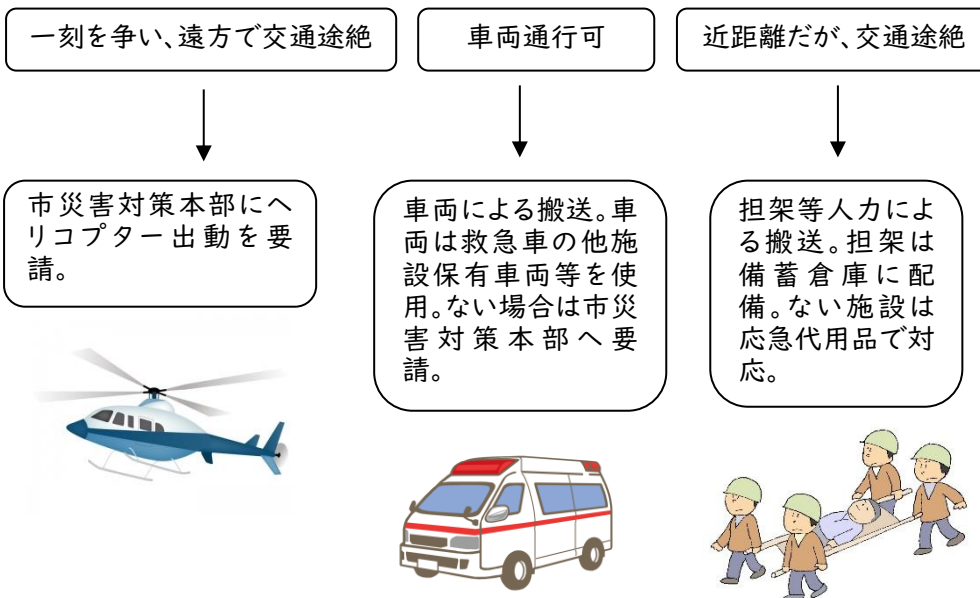 一刻を争い、遠方で交通途絶
車両通行可
近距離だが、交通途絶
市災害対策本部にヘ
リコプター出動を要
請。
車両による搬送。車
両は救急車の他施
設保有車両等を使
用。ない場合は市災
害対策本部へ要
請。
担架等人力によ
る搬送。担架は
備蓄倉庫に配
備。ない施設は
応急代用品で対
応。